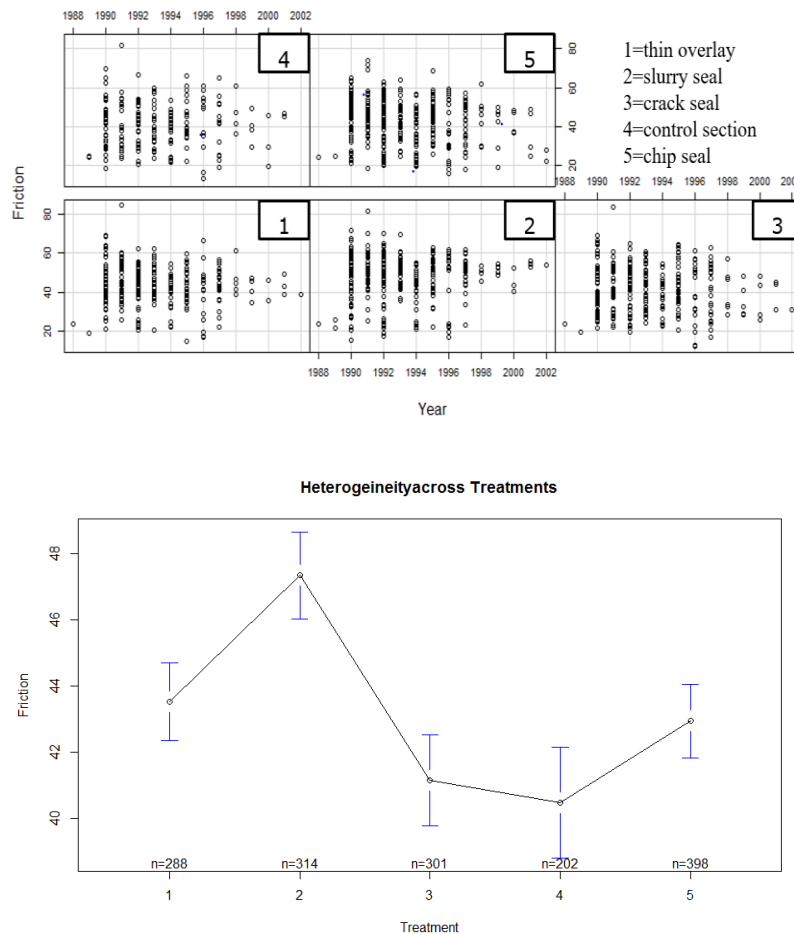 1988 1990 1992 1994 1996 1998 2000 2002
4
5
80
60
40
20
1=thin overlay
2=slurry seal
3=crack seal
4=control section
5=chip seal
1988 1990 1992 1994 1996 1998 2000 200
Friction
80
60
40
20
1
2
3
1988 1990 1992 1994 1996 1998 2000 2002
Year
Heterogeineityacross Treatments
Friction
48
46
44
42
40
n=288 n=314 n=301 n=202 n=398
1 2 3 4 5
Treatment